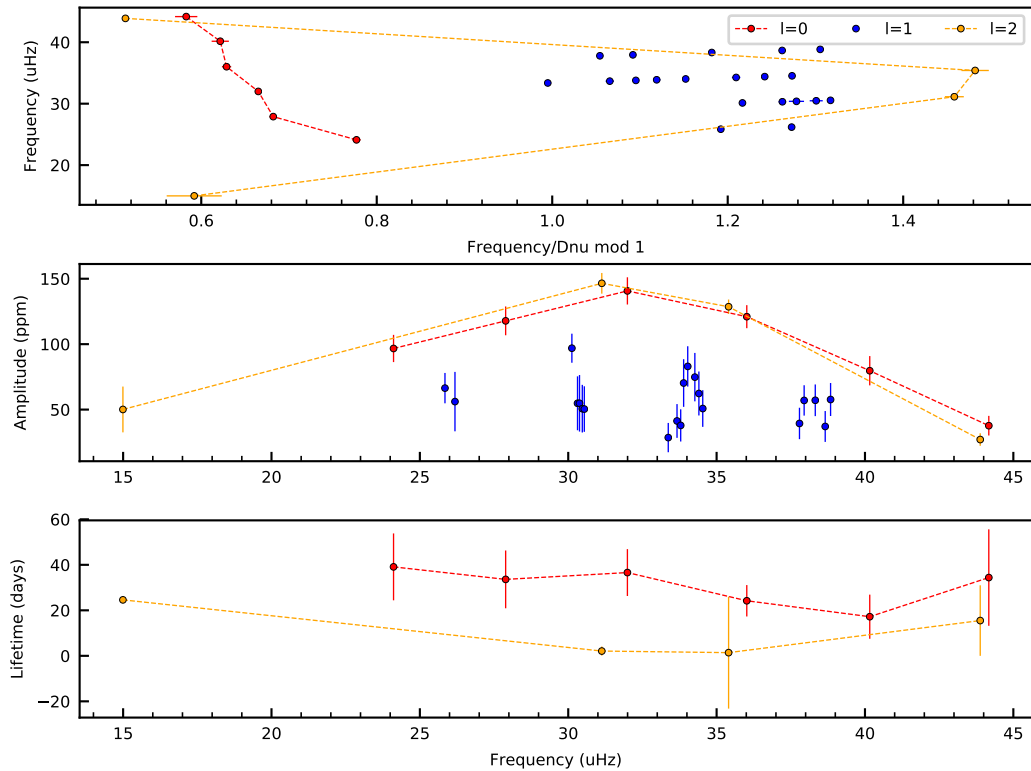 l=0 l=1 l=2
Frequency (uHz)
40
30
20
0.6 0.8 1.0 1.2 1.4
Frequency/Dnu mod 1
Amplitude (ppm)
150
100
50
15 20 25 30 35 40 45
Lifetime (days)
60
40
20
0
−20
15 20 25 30 35 40 45
Frequency (uHz)